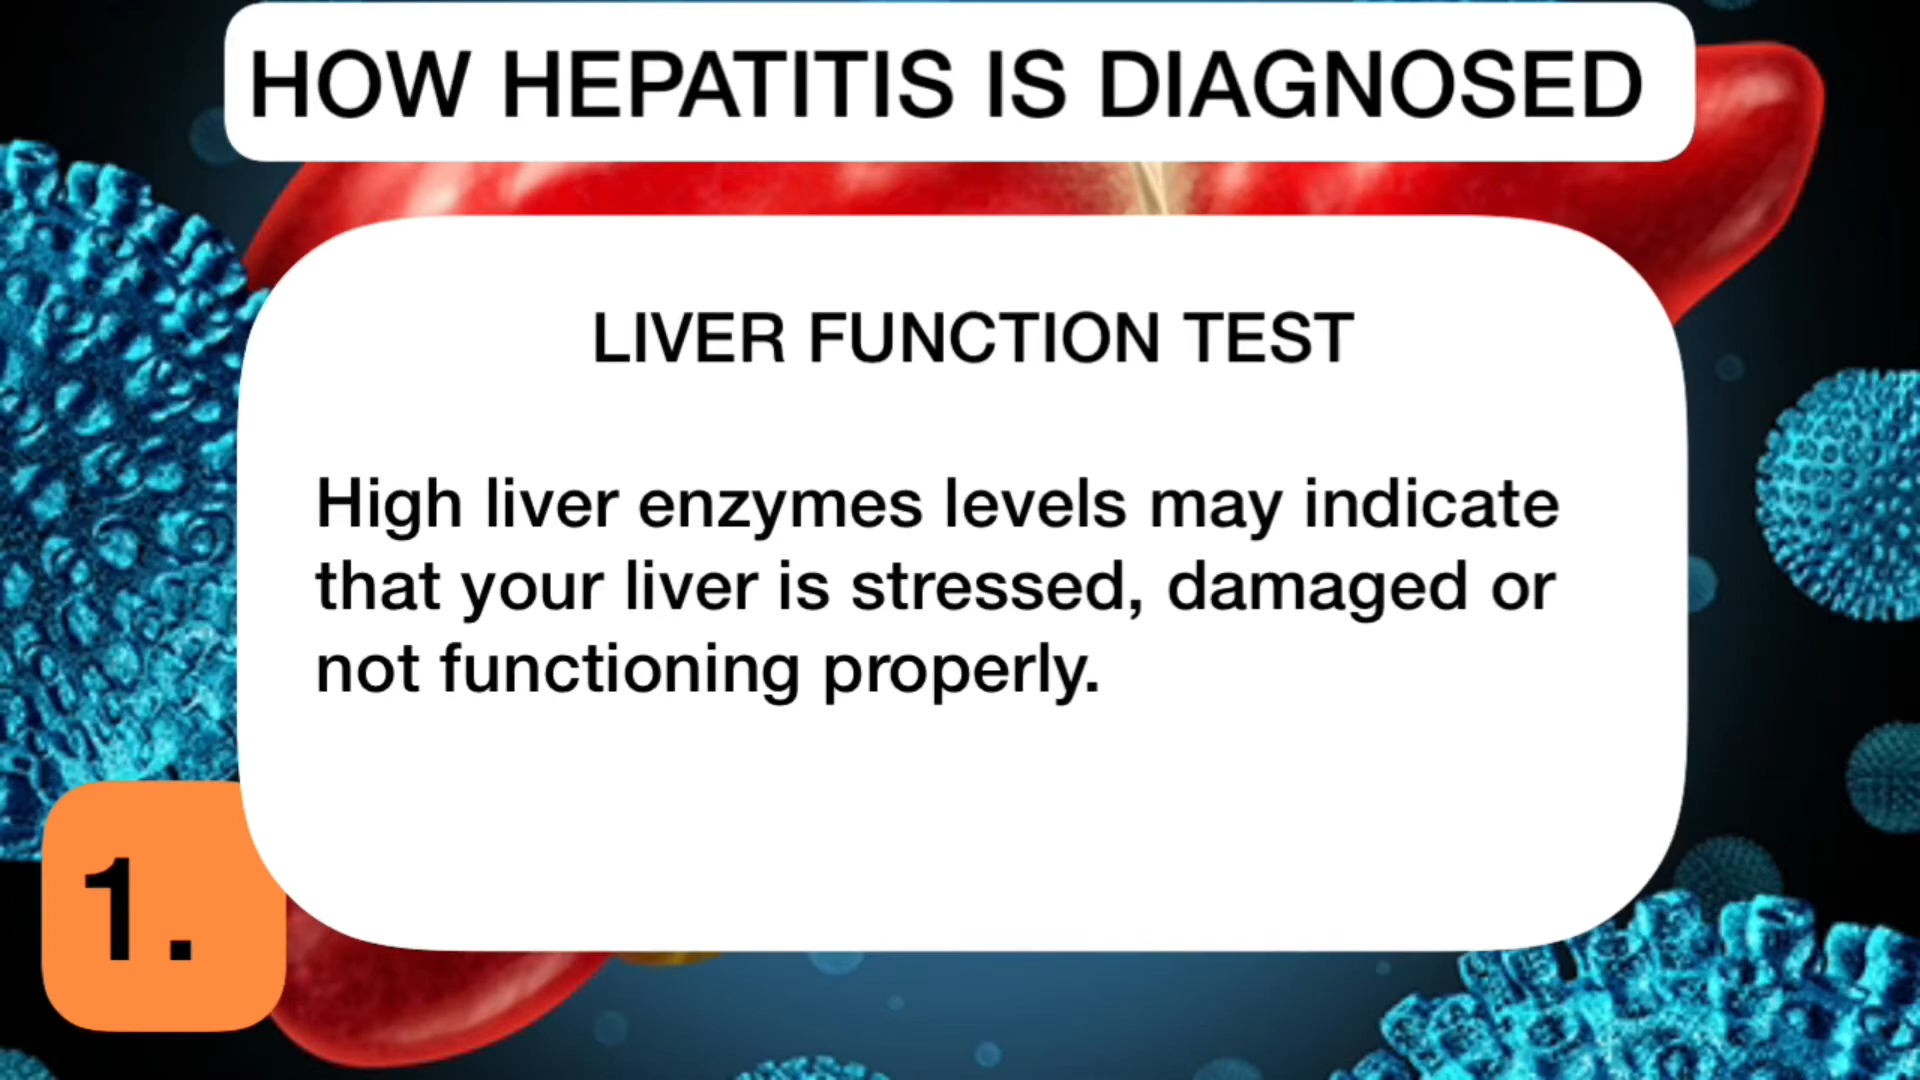 HOW HEPATITIS IS DIAGNOSED
LIVER FUNCTION TEST
High liver enzymes levels may indicate
that your liver is stressed, damaged or
not functioning properly.
1.